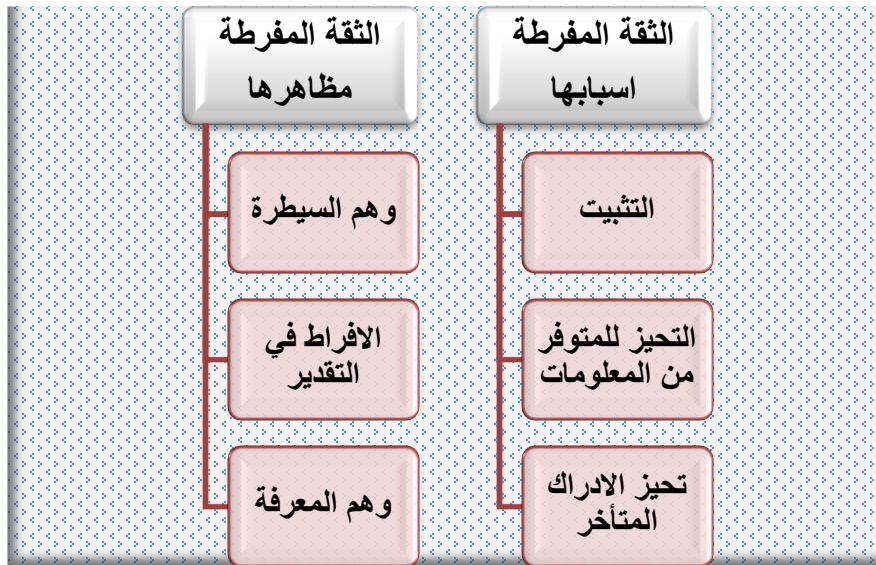 الثقة المفرطة
اسبابها
التثبيت
التحيز للمتوفر
من المعلومات
تحيز الادراك
المتأخر
الثقة المفرطة
مظاهرها
وهم السيطرة
الافراط في
التقدير
وهم المعرفة